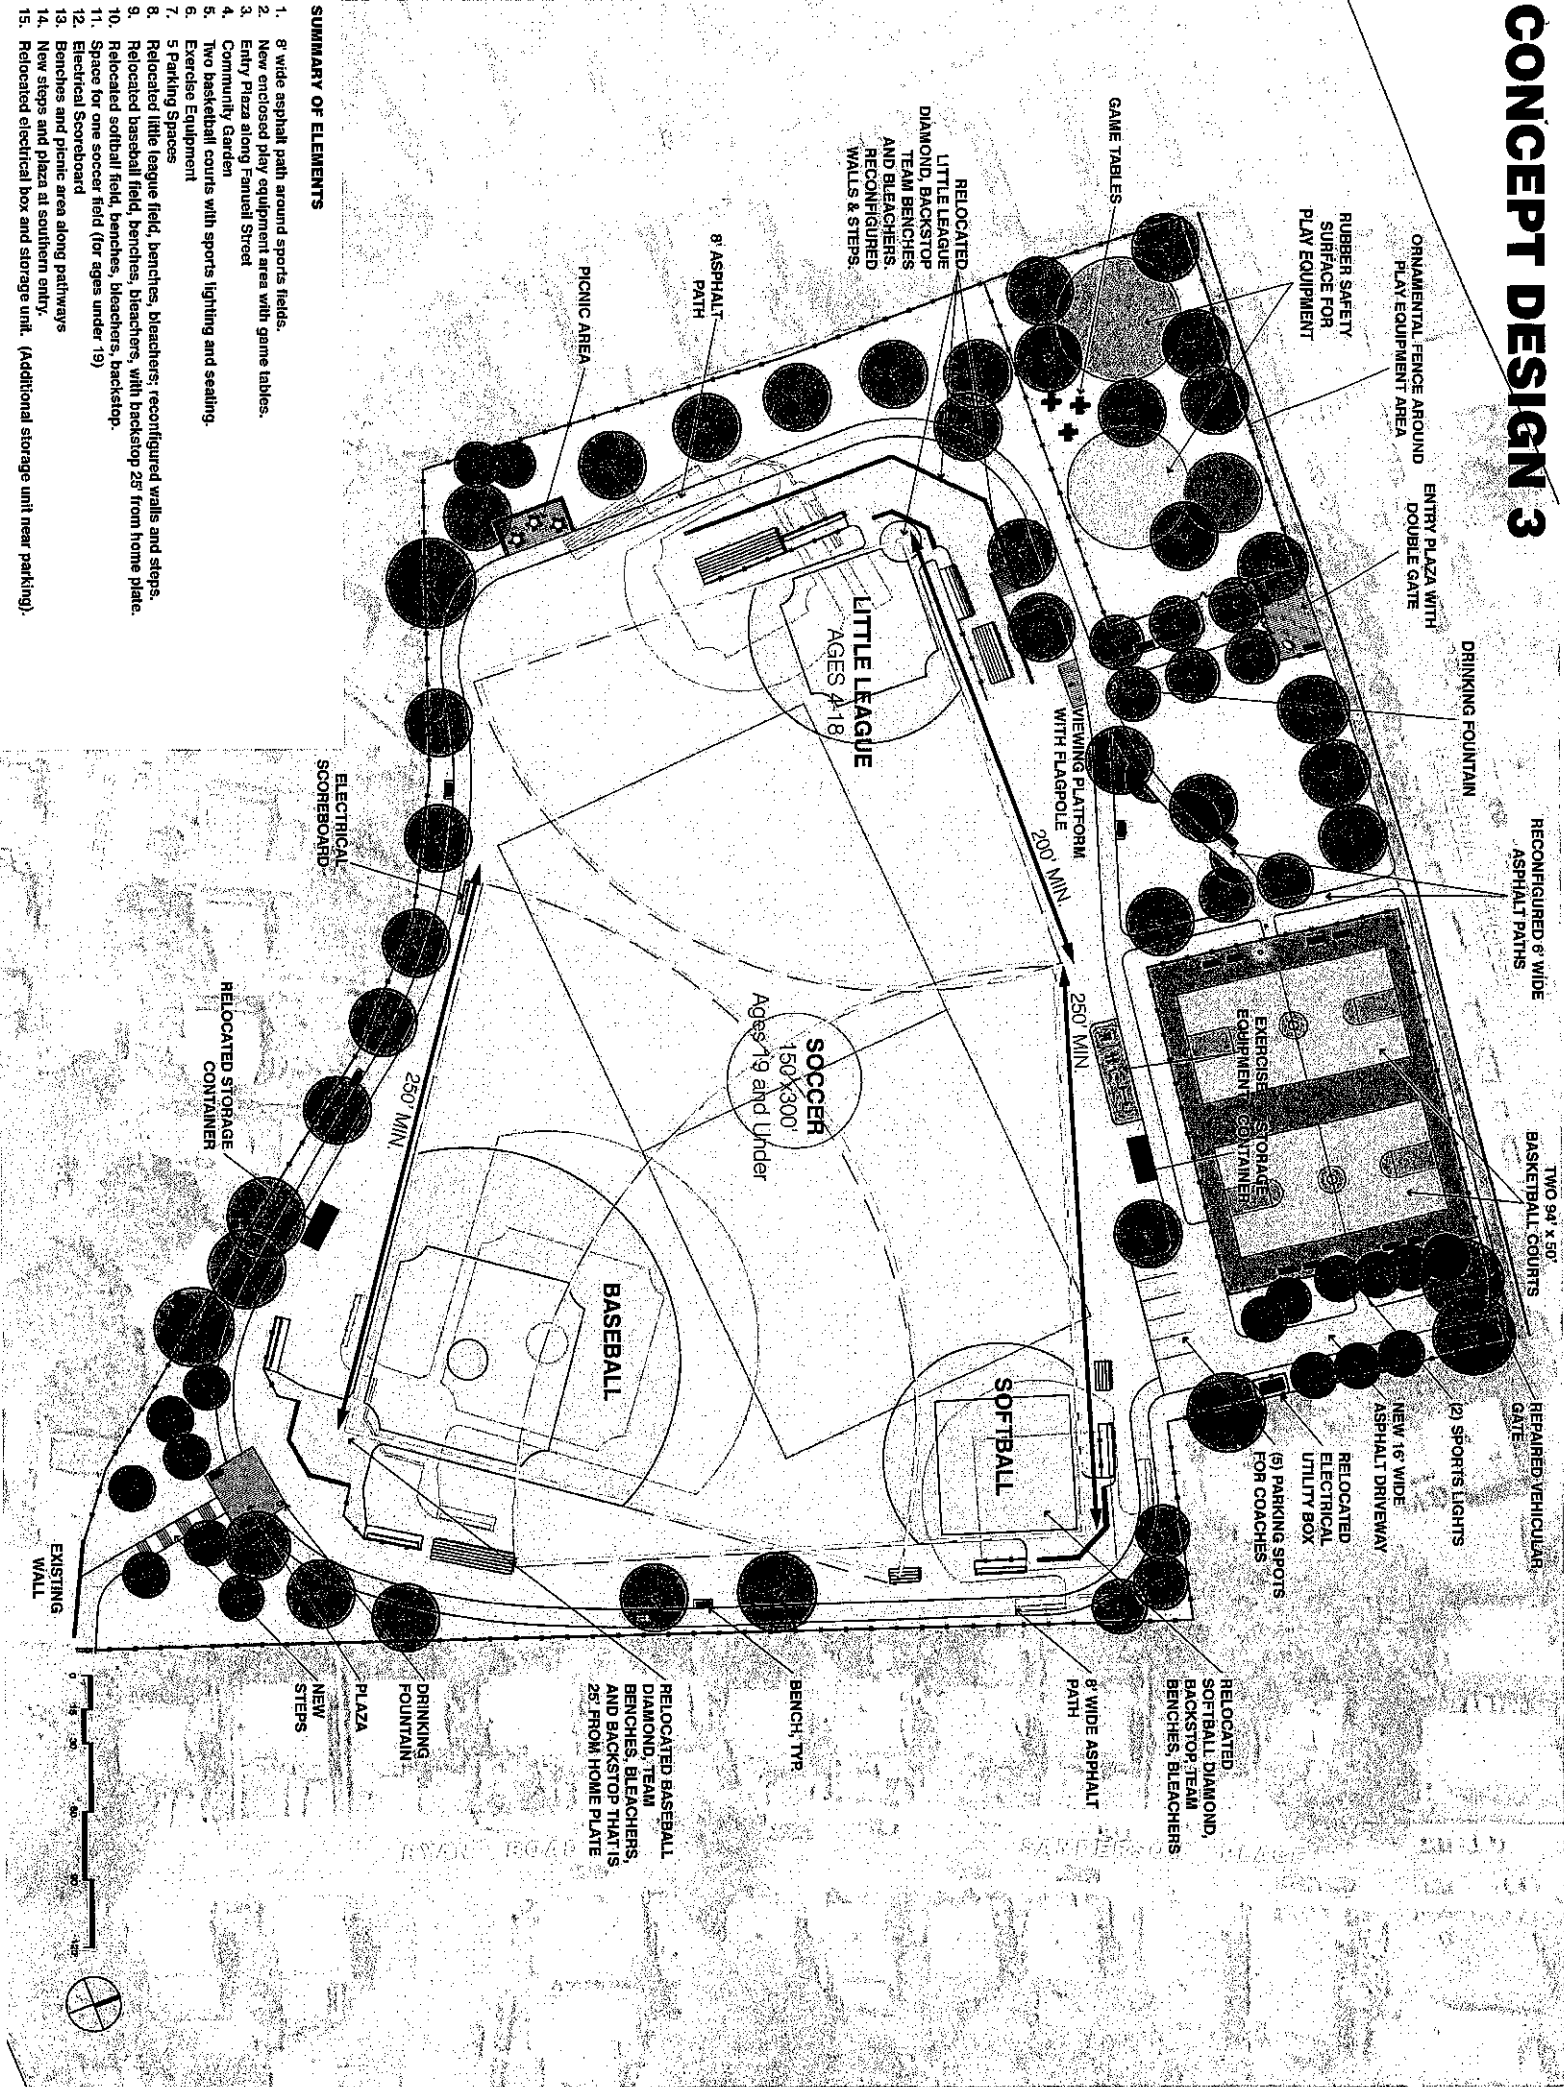 CONCEPT DESIGN 3
ORNAMENTAL FENCE AROUND
PLAY EQUIPMENT AREA
RUBBER SAFETY
SURFACE FOR
PLAY EQUIPMENT
ENTRY PLAZA WITH
DOUBLE GATE
DRINKING FOUNTAIN
RECONFIGURED 6' WIDE
ASPHALT PATHS
TWO 94' x 50'
BASKETBALL COURTS
REPAIRED VEHICULAR
GATE
(2) SPORTS LIGHTS
NEW 16' WIDE
ASPHALT DRIVEWAY
RELOCATED
ELECTRICAL
UTILITY BOX
(5) PARKING SPOTS
FOR COACHES
GAME TABLES
RELOCATED
LITTLE LEAGUE
DIAMOND, BACKSTOP
TEAM BENCHES
AND BLEACHERS.
RECONFIGURED
WALLS & STEPS.
8' ASPHALT
PATH
PICNIC AREA
EXERCISE
EQUIPMENT
STORAGE
CONTAINER
VIEWING PLATFORM
WITH FLAGPOLE
200' MIN.
250' MIN.
LITTLE LEAGUE
AGES 4-18
SOCCER
150'x300'
Ages 19 and Under
SOFTBALL
BASEBALL
250' MIN.
ELECTRICAL
SCOREBOARD
RELOCATED STORAGE
CONTAINER
EXISTING
WALL
RELOCATED
SOFTBALL DIAMOND,
BACKSTOP, TEAM
BENCHES, BLEACHERS
8' WIDE ASPHALT
PATH
BENCH, TYP.
RELOCATED BASEBALL
DIAMOND, TEAM
BENCHES, BLEACHERS,
AND BACKSTOP THAT IS
25' FROM HOME PLATE
DRINKING
FOUNTAIN
PLAZA
NEW
STEPS
0 15 30 60 90 120'
SUMMARY OF ELEMENTS
1. 8' wide asphalt path around sports fields.
2. New enclosed play equipment area with game tables.
3. Entry Plaza along Fanueil Street
4. Community Garden
5. Two basketball courts with sports lighting and seating.
6. Exercise Equipment
7. 5 Parking Spaces
8. Relocated little league field, benches, bleachers; reconfigured walls and steps.
9. Relocated baseball field, benches, bleachers, with backstop 25' from home plate.
10. Relocated softball field, benches, bleachers, backstop.
11. Space for one soccer field (for ages under 19)
12. Electrical Scoreboard
13. Benches and picnic area along pathways
14. New steps and plaza at southern entry.
15. Relocated electrical box and storage unit. (Additional storage unit near parking).